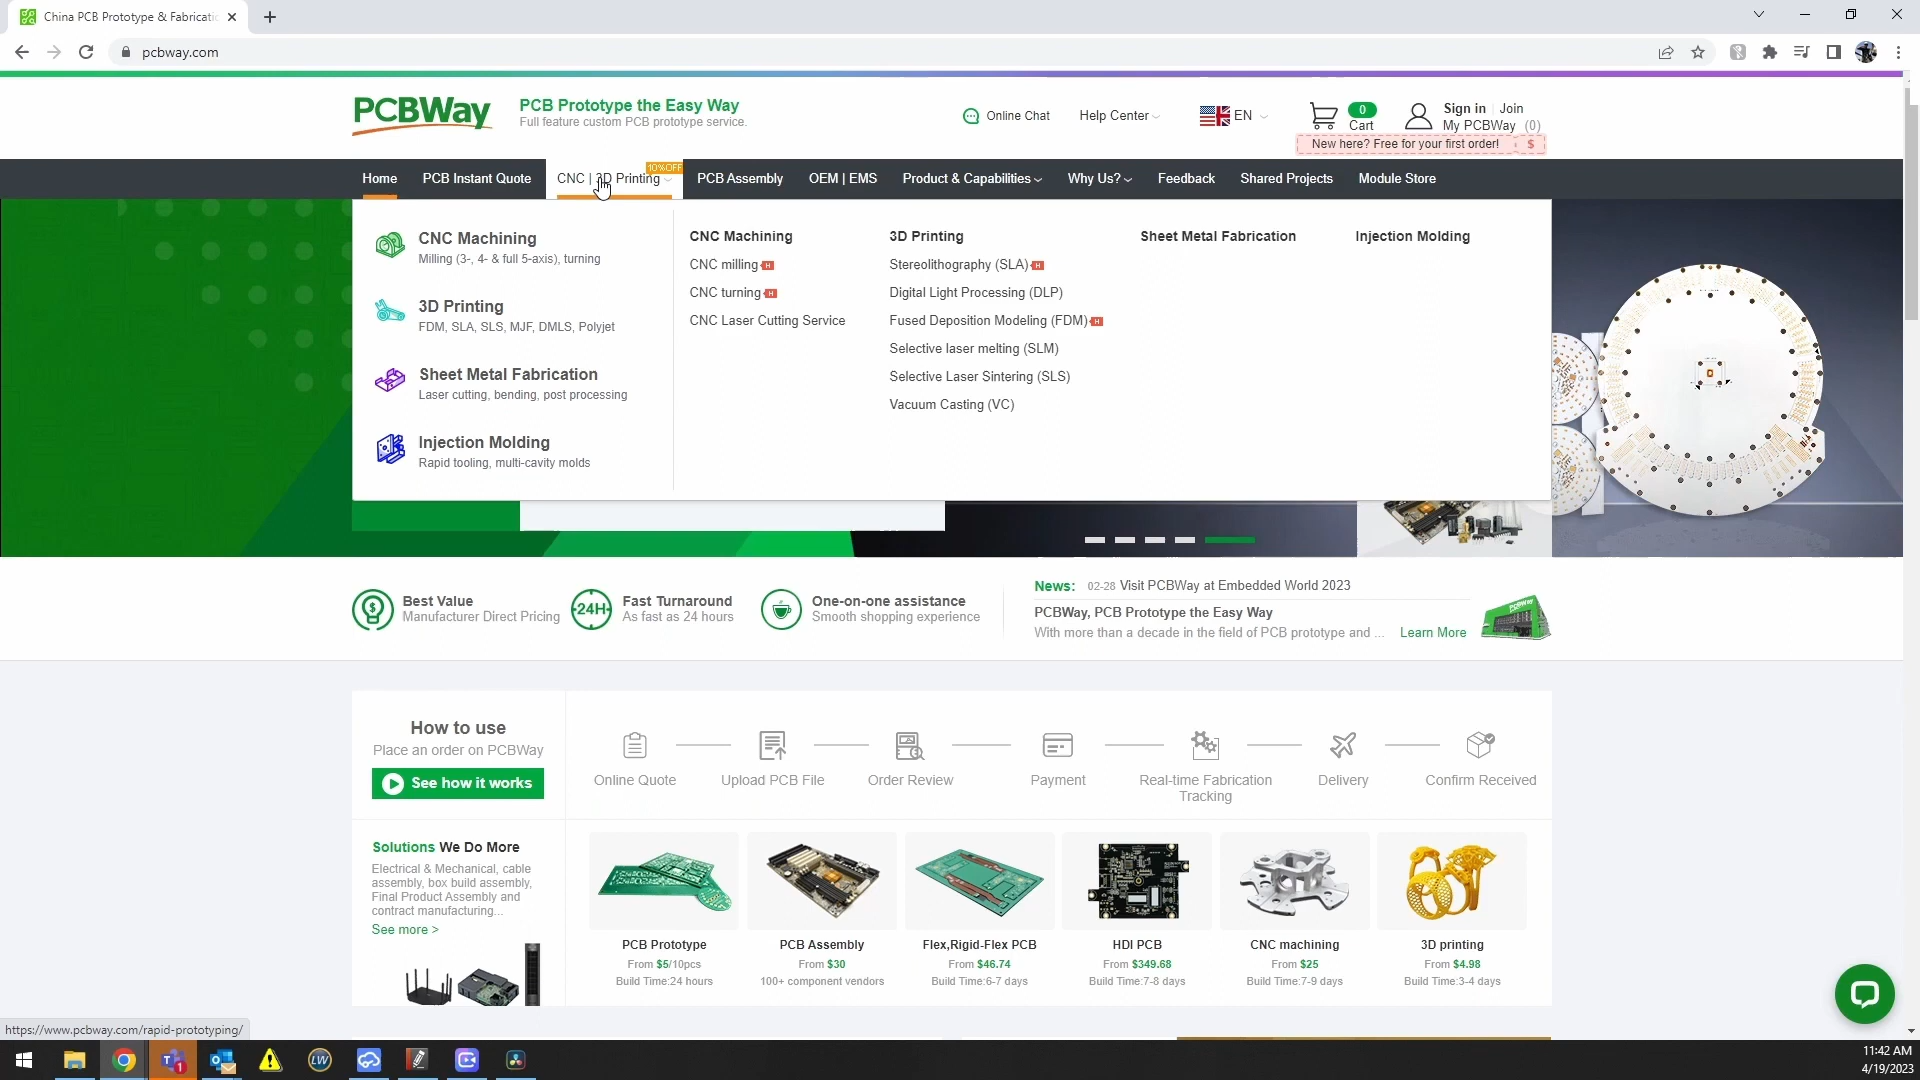 China PCB Prototype & Fabricati
pcbway.com
PCBWay
PCB Prototype the Easy Way
Full feature custom PCB prototype service.
Online Chat
Help Center
EN
0
Cart
Sign in | Join
My PCBWay (0)
New here? Free for your first order! $
Home
PCB Instant Quote
CNC | 3D Printing
10%OFF
PCB Assembly
OEM | EMS
Product & Capabilities
Why Us?
Feedback
Shared Projects
Module Store
CNC Machining
Milling (3-, 4- & full 5-axis), turning
3D Printing
FDM, SLA, SLS, MJF, DMLS, Polyjet
Sheet Metal Fabrication
Laser cutting, bending, post processing
Injection Molding
Rapid tooling, multi-cavity molds
CNC Machining
CNC milling H
CNC turning H
CNC Laser Cutting Service
3D Printing
Stereolithography (SLA) H
Digital Light Processing (DLP)
Fused Deposition Modeling (FDM) H
Selective laser melting (SLM)
Selective Laser Sintering (SLS)
Vacuum Casting (VC)
Sheet Metal Fabrication
Injection Molding
Best Value
Manufacturer Direct Pricing
24H
Fast Turnaround
As fast as 24 hours
One-on-one assistance
Smooth shopping experience
News: 02-28 Visit PCBWay at Embedded World 2023
PCBWay, PCB Prototype the Easy Way
With more than a decade in the field of PCB prototype and ... Learn More
PCBWay
How to use
Place an order on PCBWay
See how it works
Online Quote
Upload PCB File
Order Review
Payment
Real-time Fabrication
Tracking
Delivery
Confirm Received
Solutions We Do More
Electrical & Mechanical, cable
assembly, box build assembly,
Final Product Assembly and
contract manufacturing...
See more >
PCB Prototype
From $5/10pcs
Build Time:24 hours
PCB Assembly
From $30
100+ component vendors
Flex,Rigid-Flex PCB
From $46.74
Build Time:6-7 days
HDI PCB
From $349.68
Build Time:7-8 days
CNC machining
From $25
Build Time:7-9 days
3D printing
From $4.98
Build Time:3-4 days
https://www.pcbway.com/rapid-prototyping/
T 1
LW
11:42 AM
4/19/2023